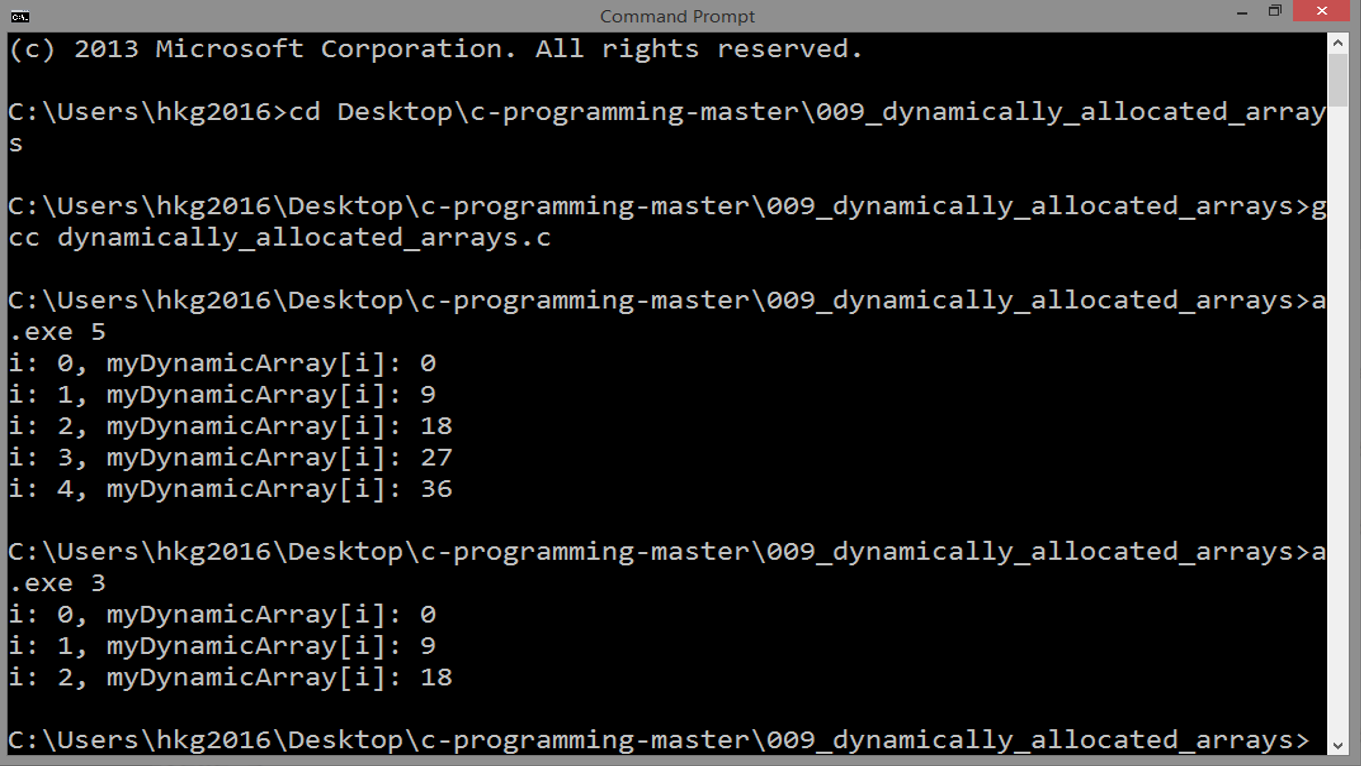 Command Prompt
(c) 2013 Microsoft Corporation. All rights reserved.
C:\Users\hkg2016>cd Desktop\c-programming-master\009_dynamically_allocated_array
s
C:\Users\hkg2016\Desktop\c-programming-master\009_dynamically_allocated_arrays>g
cc dynamically_allocated_arrays.c
C:\Users\hkg2016\Desktop\c-programming-master\009_dynamically_allocated_arrays>a
.exe 5
i: 0, myDynamicArray[i]: 0
i: 1, myDynamicArray[i]: 9
i: 2, myDynamicArray[i]: 18
i: 3, myDynamicArray[i]: 27
i: 4, myDynamicArray[i]: 36
C:\Users\hkg2016\Desktop\c-programming-master\009_dynamically_allocated_arrays>a
.exe 3
i: 0, myDynamicArray[i]: 0
i: 1, myDynamicArray[i]: 9
i: 2, myDynamicArray[i]: 18
C:\Users\hkg2016\Desktop\c-programming-master\009_dynamically_allocated_arrays>